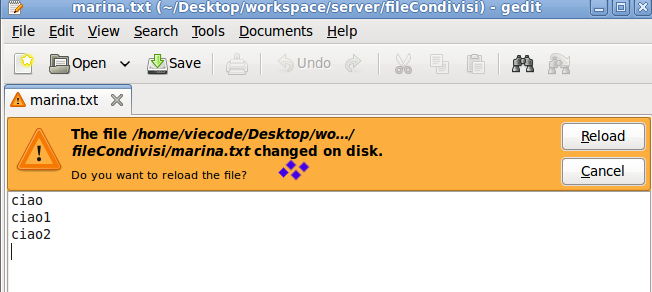 marina.txt (~/Desktop/workspace/server/fileCondivisi) - gedit
File Edit View Search Tools Documents Help
Open Save Undo
marina.txt
The file /home/viecode/Desktop/wo.../
fileCondivisi/marina.txt changed on disk.
Do you want to reload the file?
Reload
Cancel
ciao
ciao1
ciao2